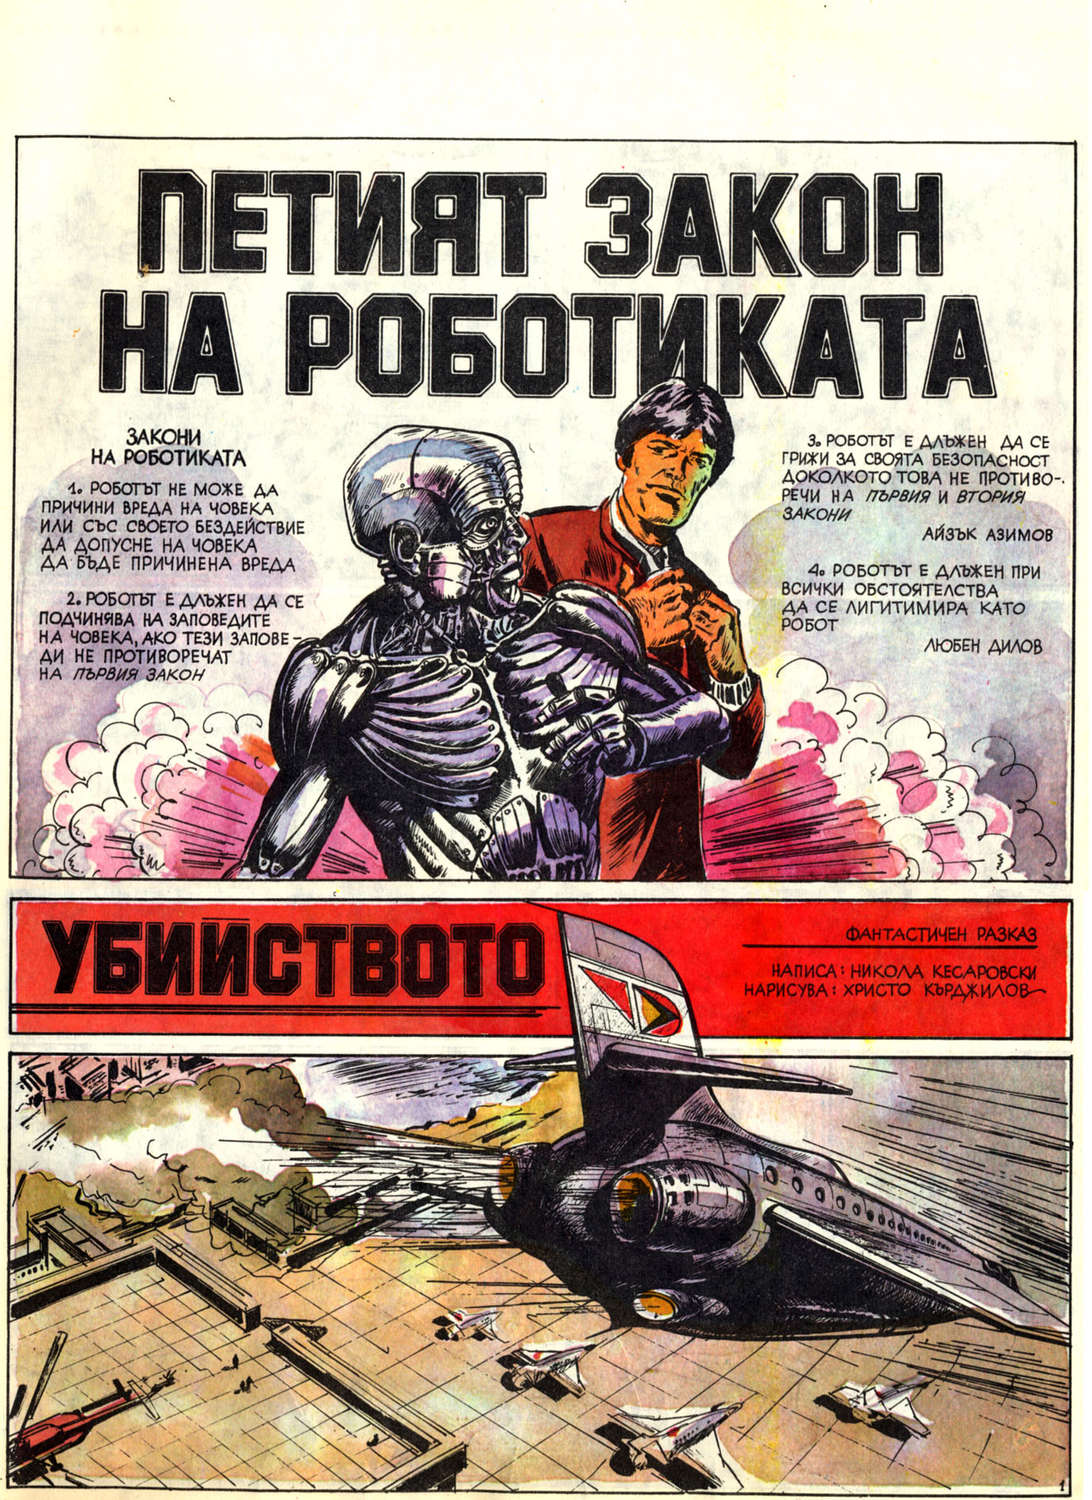 ПЕТИЯТ ЗАКОН
НА РОБОТИКАТА
ЗАКОНИ
НА РОБОТИКАТА
1. РОБОТЪТ НЕ МОЖЕ ДА
ПРИЧИНИ ВРЕДА НА ЧОВЕКА
ИЛИ СЪС СВОЕТО БЕЗДЕЙСТВИЕ
ДА ДОПУСНЕ НА ЧОВЕКА
ДА БЪДЕ ПРИЧИНЕНА ВРЕДА
2. РОБОТЪТ Е ДЛЪЖЕН ДА СЕ
ПОДЧИНЯВА НА ЗАПОВЕДИТЕ
НА ЧОВЕКА, АКО ТЕЗИ ЗАПОВЕ-
ДИ НЕ ПРОТИВОРЕЧАТ
НА ПЪРВИЯ ЗАКОН
3. РОБОТЪТ Е ДЛЪЖЕН ДА СЕ
ГРИЖИ ЗА СВОЯТА БЕЗОПАСНОСТ
ДОКОЛКОТО ТОВА НЕ ПРОТИВО-
РЕЧИ НА ПЪРВИЯ И ВТОРИЯ
ЗАКОНИ
АЙЗЪК АЗИМОВ
4. РОБОТЪТ Е ДЛЪЖЕН ПРИ
ВСИЧКИ ОБСТОЯТЕЛСТВА
ДА СЕ ЛИГИТИМИРА КАТО
РОБОТ
ЛЮБЕН ДИЛОВ
УБИЙСТВОТО
ФАНТАСТИЧЕН РАЗКАЗ
НАПИСА: НИКОЛА КЕСАРОВСКИ
НАРИСУВА: ХРИСТО КЪРДЖИЛОВ
1